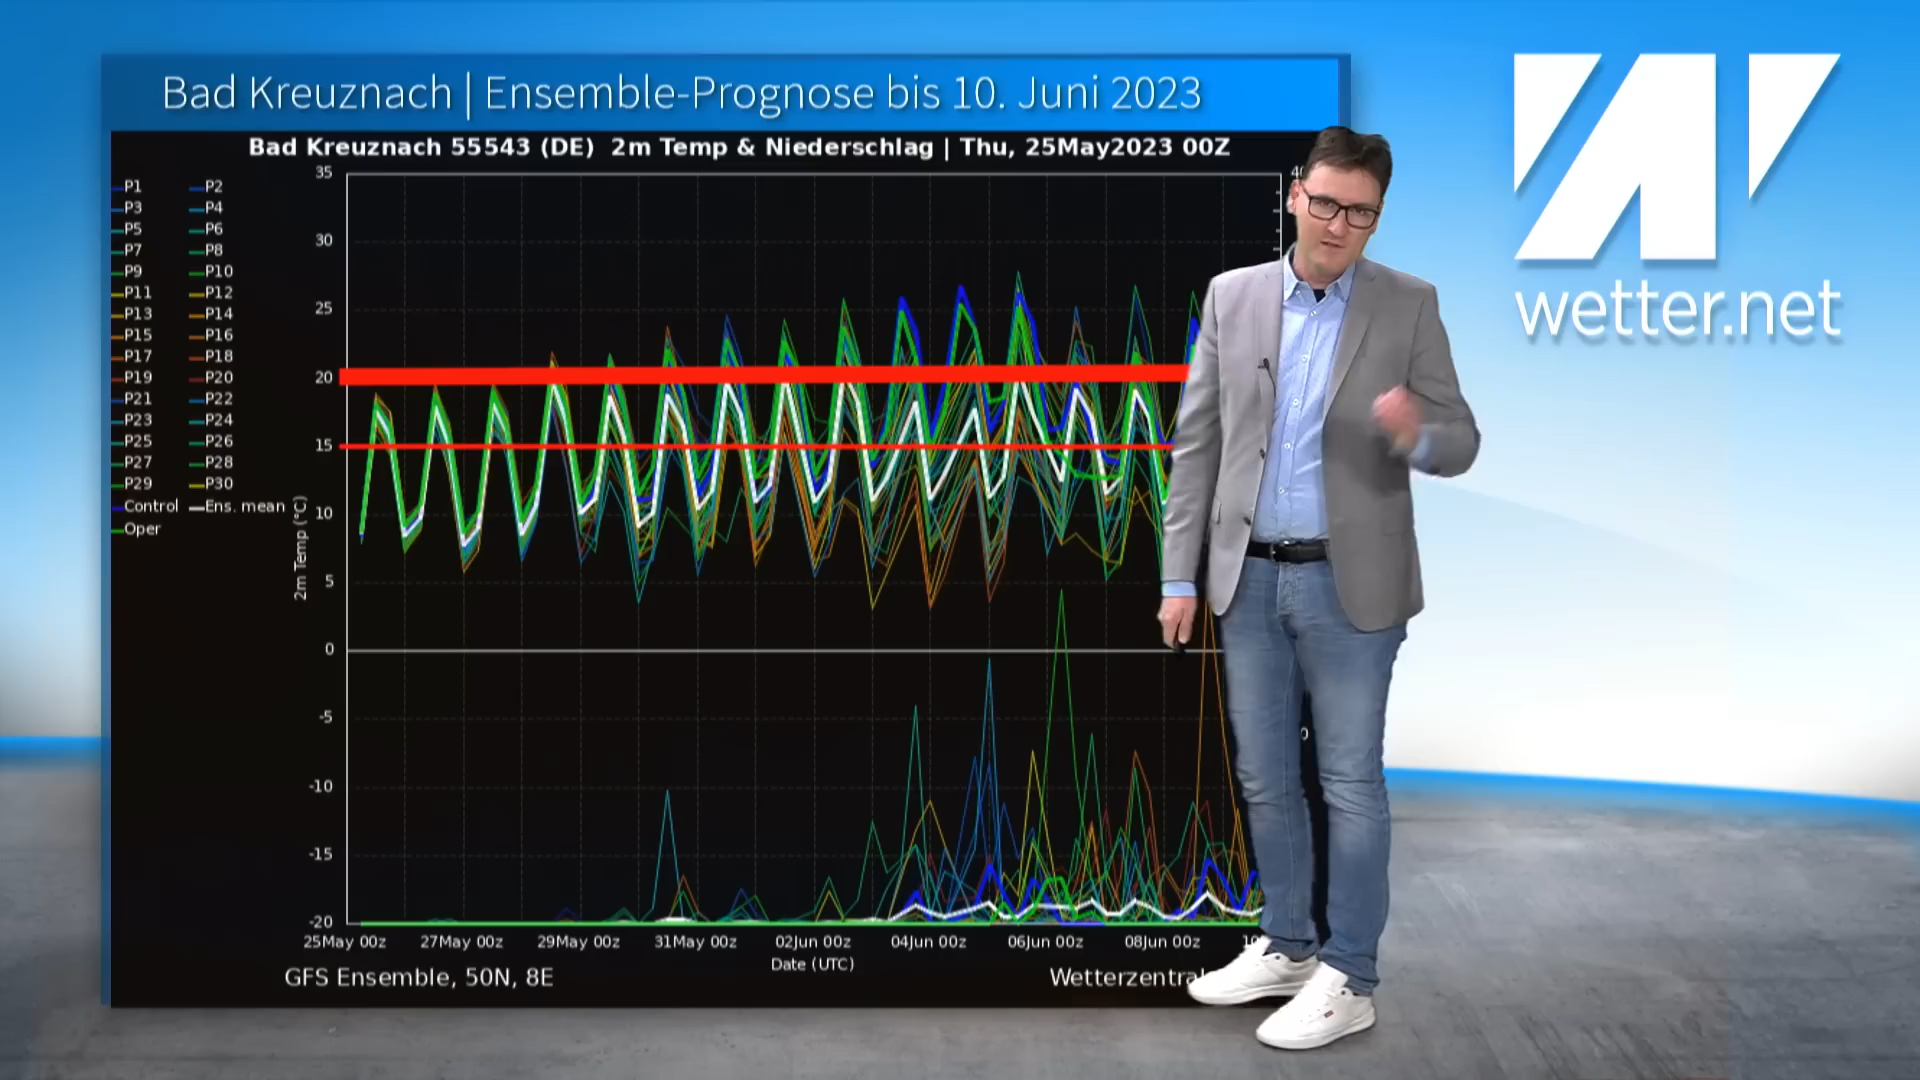 Bad Kreuznach | Ensemble-Prognose bis 10. Juni 2023
wetter.net
Bad Kreuznach 55543 (DE) 2m Temp & Niederschlag | Thu, 25May2023 00Z
P1 P2
P3 P4
P5 P6
P7 P8
P9 P10
P11 P12
P13 P14
P15 P16
P17 P18
P19 P20
P21 P22
P23 P24
P25 P26
P27 P28
P29 P30
Control Ens. mean
Oper
2m Temp (°C)
35
30
25
20
15
10
5
0
-5
-10
-15
-20
25May 00z 27May 00z 29May 00z 31May 00z 02Jun 00z 04Jun 00z 06Jun 00z 08Jun 00z
Date (UTC)
GFS Ensemble, 50N, 8E